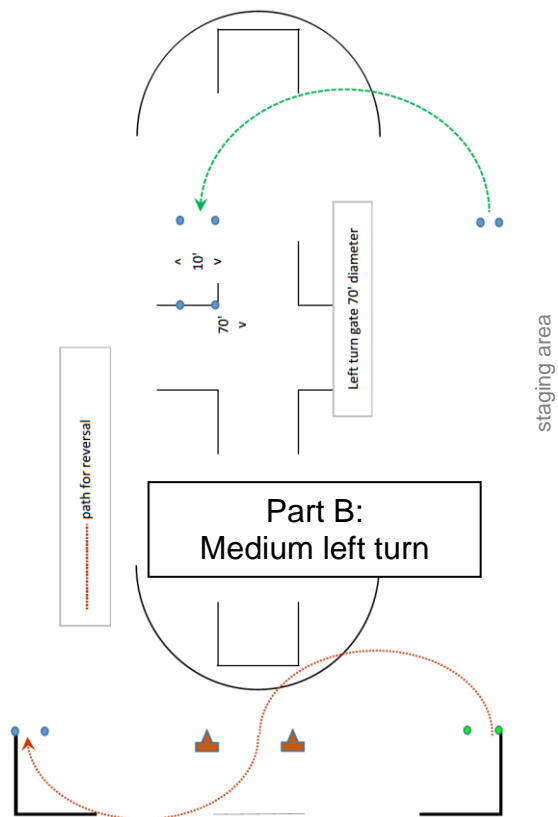 < 10' >
70'
>
Left turn gate 70' diameter
staging area
path for reversal
Part B:
Medium left turn